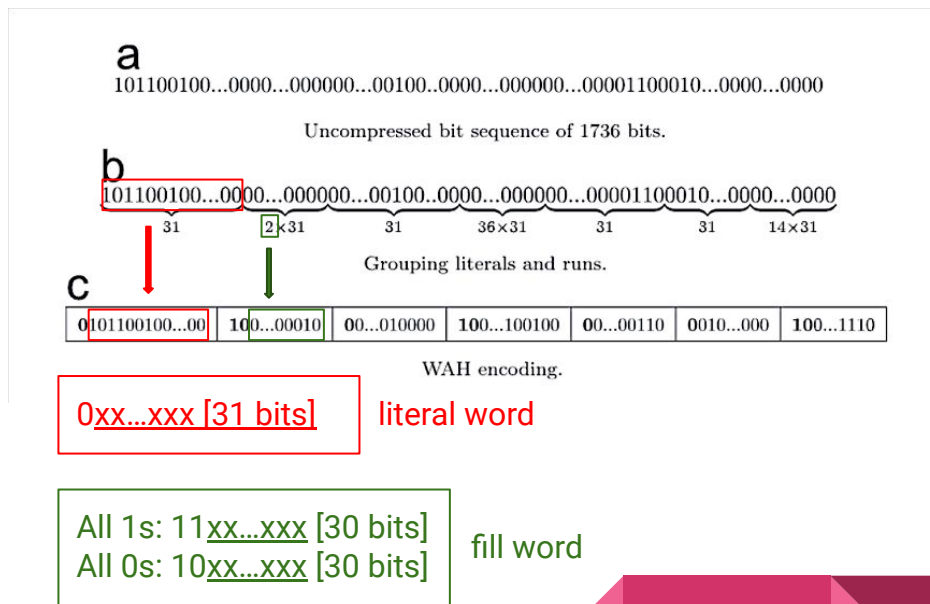 a
101100100...0000...000000...00100..0000...000000...00001100010...0000...0000
Uncompressed bit sequence of 1736 bits.
b
101100100...0000...000000...00100..0000...000000...00001100010...0000...0000
31 2×31 31 36×31 31 31 14×31
Grouping literals and runs.
c
0101100100...00 100...00010 00...010000 100...100100 00...00110 0010...000 100...1110
WAH encoding.
0xx...xxx [31 bits] literal word
All 1s: 11xx...xxx [30 bits]
All 0s: 10xx...xxx [30 bits]
fill word